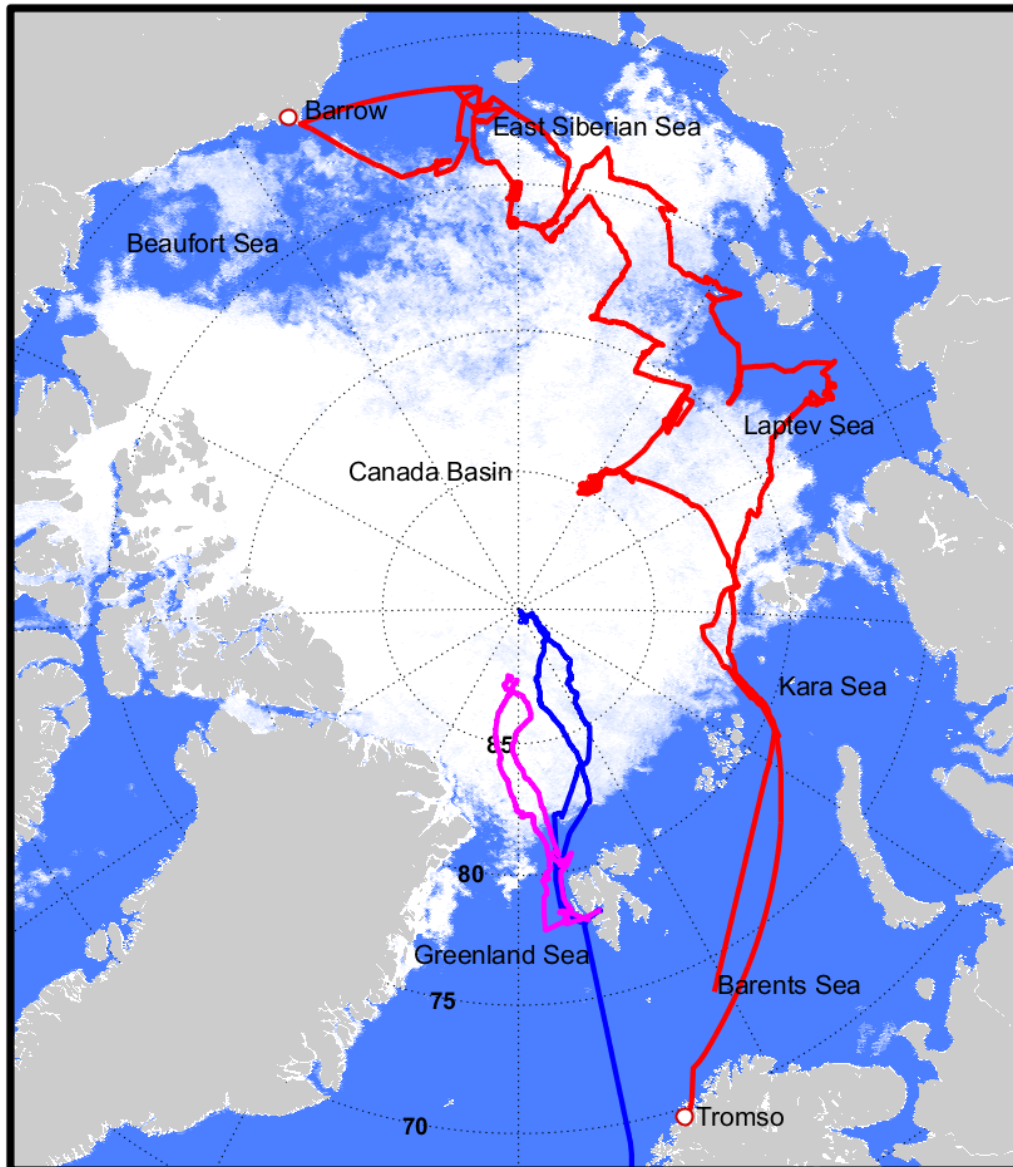 Barrow
East Siberian Sea
Beaufort Sea
Laptev Sea
Canada Basin
Kara Sea
85
80
Greenland Sea
Barents Sea
75
70
Tromso